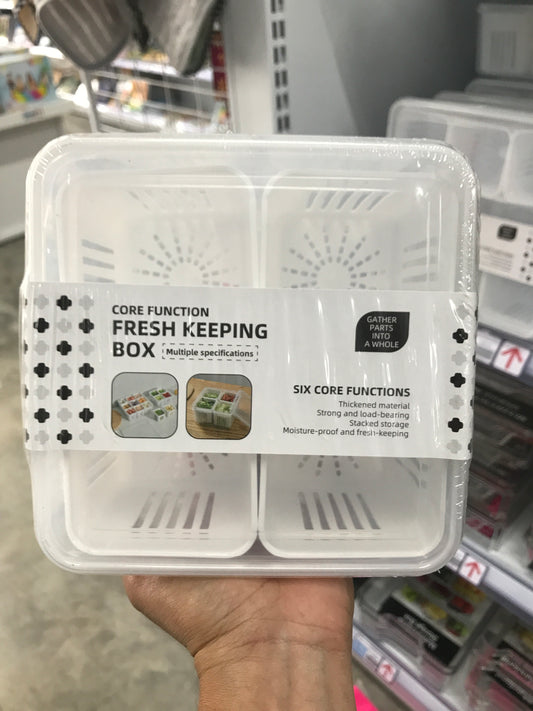 CORE FUNCTION
FRESH KEEPING
BOX Multiple specifications
GATHER
PARTS
INTO
A WHOLE
SIX CORE FUNCTIONS
Thickened material
Strong and load-bearing
Stacked storage
Moisture-proof and fresh-keeping